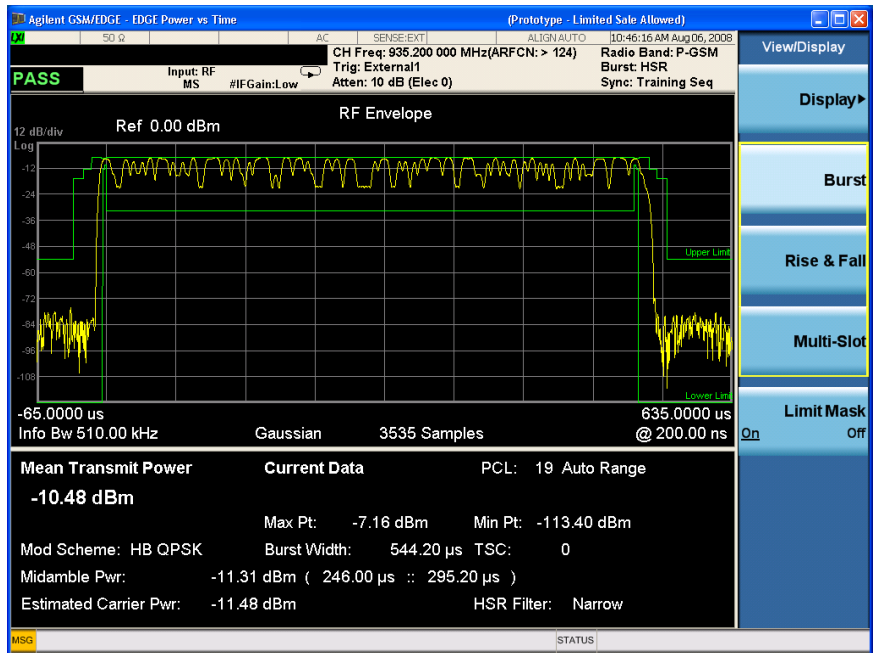 Agilent GSM/EDGE - EDGE Power vs Time (Prototype - Limited Sale Allowed)
LXI 50 Ω AC SENSE:EXT ALIGN AUTO 10:46:16 AM Aug 06, 2008
CH Freq: 935.200 000 MHz(ARFCN: > 124) Radio Band: P-GSM
Trig: External1 Burst: HSR
PASS Input: RF MS #IFGain:Low Atten: 10 dB (Elec 0) Sync: Training Seq
View/Display
Display
Burst
Rise & Fall
Multi-Slot
Limit Mask
On Off
RF Envelope
12 dB/div Ref 0.00 dBm
Log
-12
-24
-36
-48
Upper Limt
-60
-72
-84
-96
-108
Lower Limi
-65.0000 us 635.0000 us
Info Bw 510.00 kHz Gaussian 3535 Samples @ 200.00 ns
Mean Transmit Power Current Data PCL: 19 Auto Range
-10.48 dBm
Max Pt: -7.16 dBm Min Pt: -113.40 dBm
Mod Scheme: HB QPSK Burst Width: 544.20 µs TSC: 0
Midamble Pwr: -11.31 dBm ( 246.00 µs :: 295.20 µs )
Estimated Carrier Pwr: -11.48 dBm HSR Filter: Narrow
MSG STATUS